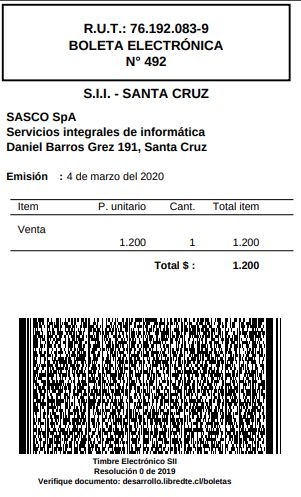 R.U.T.: 76.192.083-9
BOLETA ELECTRÓNICA
N° 492
S.I.I. - SANTA CRUZ
SASCO SpA
Servicios integrales de informática
Daniel Barros Grez 191, Santa Cruz
Emisión : 4 de marzo del 2020
Item P. unitario Cant. Total item
Venta
1.200 1 1.200
Total $ : 1.200
Timbre Electrónico SII
Resolución 0 de 2019
Verifique documento: desarrollo.libredte.cl/boletas